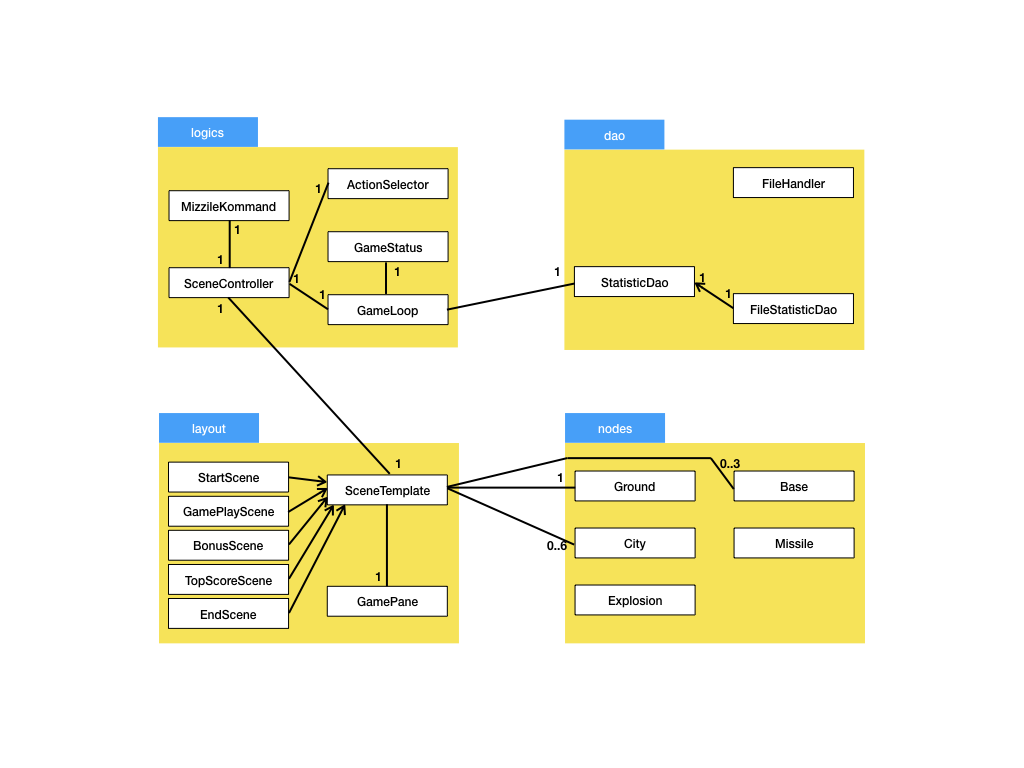 logics
ActionSelector
1
MizzileKommand
1
GameStatus
1
1
SceneController
1
1
GameLoop
1
dao
FileHandler
1
StatisticDao
1
1
FileStatisticDao
layout
1
StartScene
SceneTemplate
GamePlayScene
BonusScene
TopScoreScene
1
GamePane
EndScene
nodes
0..3
1
Ground
Base
0..6
City
Missile
Explosion